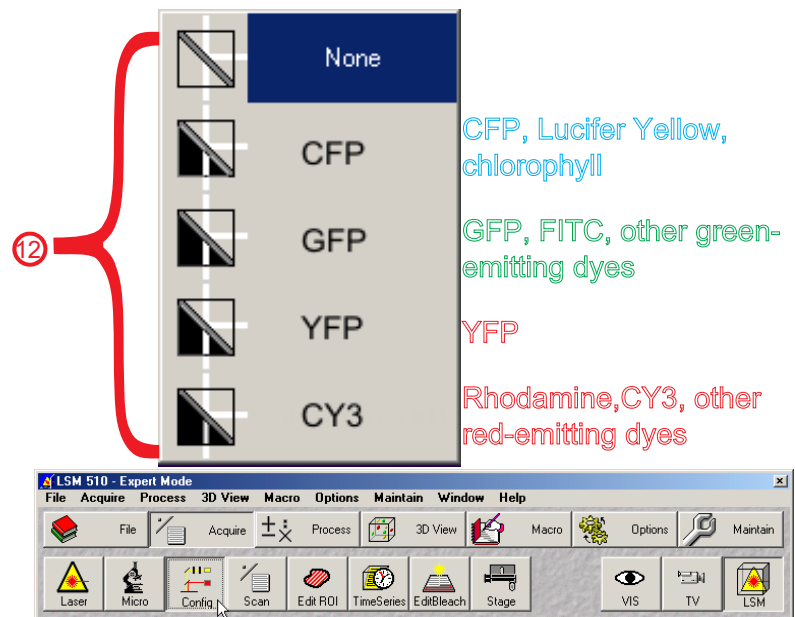 None
CFP
CFP, Lucifer Yellow,
chlorophyll
12
GFP
GFP, FITC, other green-
emitting dyes
YFP
YFP
CY3
Rhodamine,CY3, other
red-emitting dyes
LSM 510 - Expert Mode
File Acquire Process 3D View Macro Options Maintain Window Help
File Acquire Process 3D View Macro Options Maintain
Laser Micro Config Scan Edit ROI TimeSeries EditBleach Stage VIS TV LSM